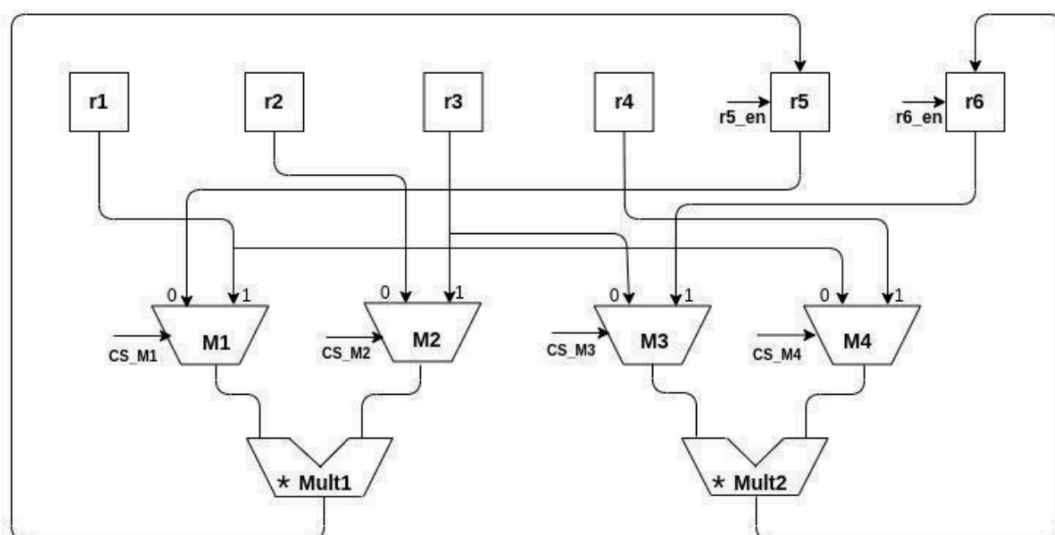 r1
r2
r3
r4
r5
r6
r5_en
r6_en
0
1
0
1
0
1
0
1
M1
M2
M3
M4
CS_M1
CS_M2
CS_M3
CS_M4
* Mult1
* Mult2